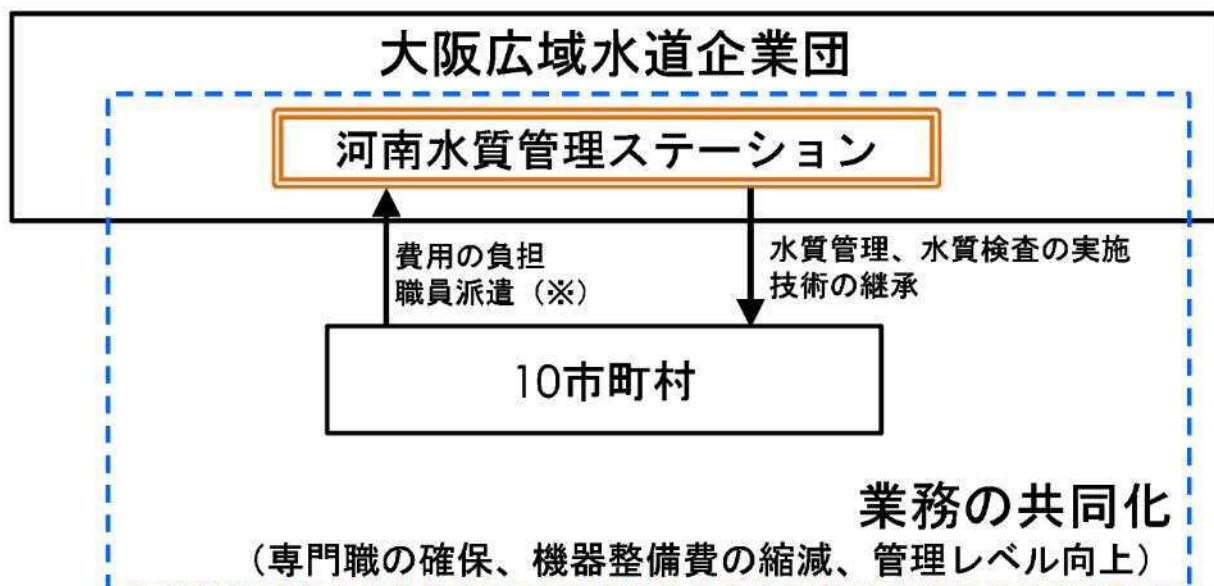 大阪広域水道企業団
河南水質管理ステーション
費用の負担
職員派遣（※）
水質管理、水質検査の実施
技術の継承
10市町村
業務の共同化
（専門職の確保、機器整備費の縮減、管理レベル向上）